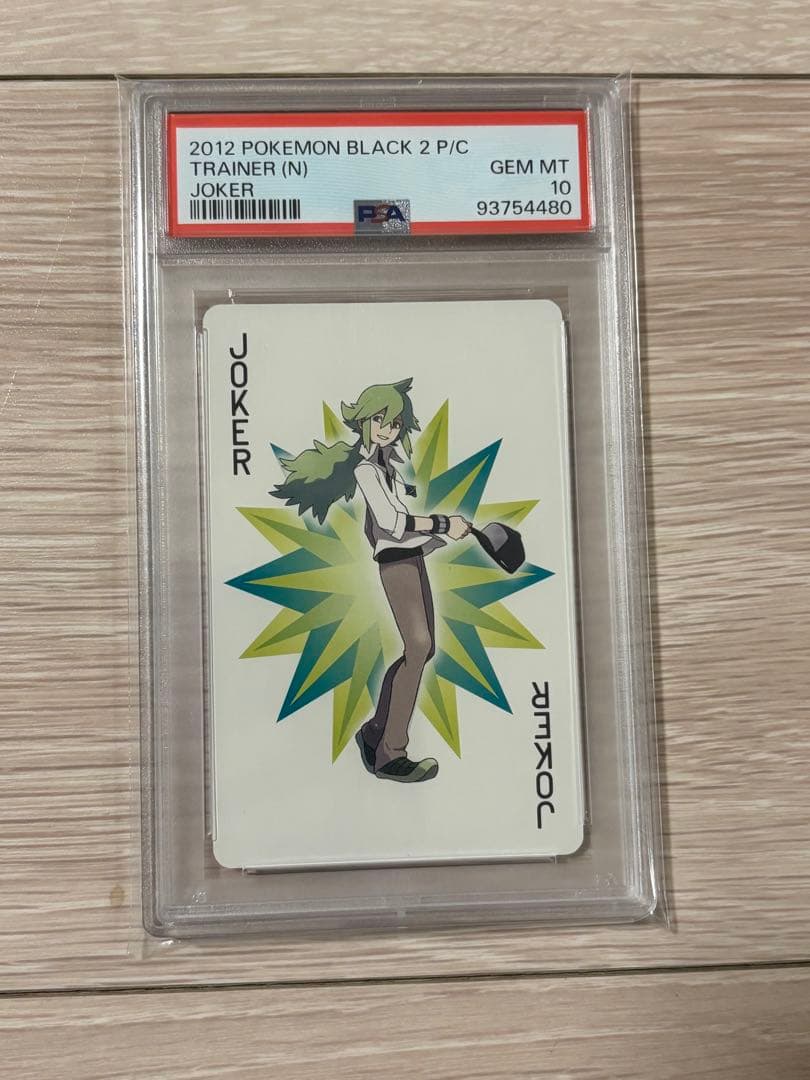 2012 POKEMON BLACK 2 P/C
TRAINER (N) GEM MT
JOKER 10
PSA 93754480
JOKER
JOKER